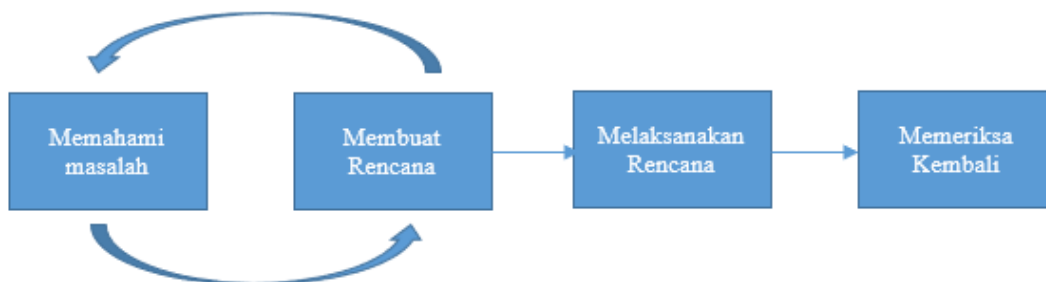 Memahami
masalah
Membuat
Rencana
Melaksanakan
Rencana
Memeriksa
Kembali